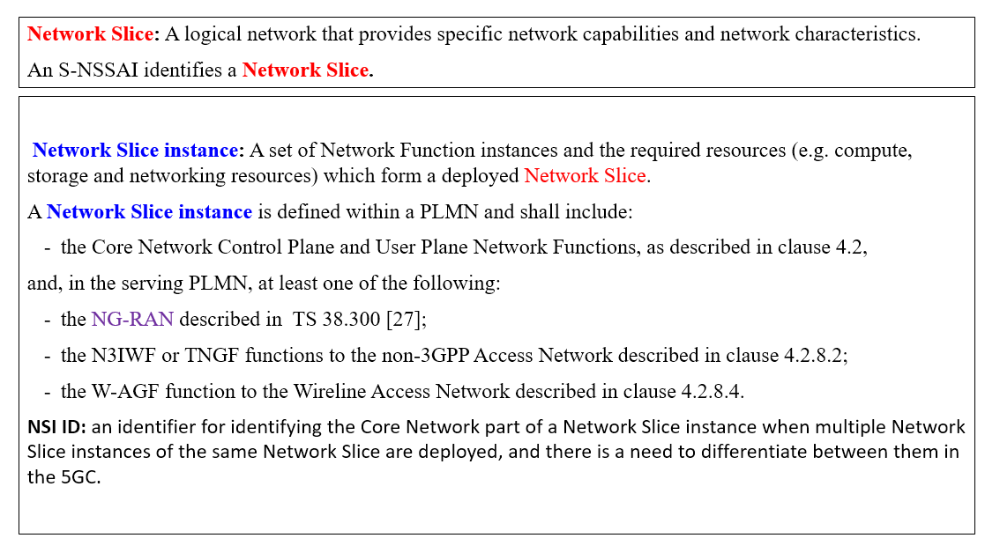 Network Slice: A logical network that provides specific network capabilities and network characteristics.
An S-NSSAI identifies a Network Slice.
Network Slice instance: A set of Network Function instances and the required resources (e.g. compute,
storage and networking resources) which form a deployed Network Slice.
A Network Slice instance is defined within a PLMN and shall include:
- the Core Network Control Plane and User Plane Network Functions, as described in clause 4.2,
and, in the serving PLMN, at least one of the following:
- the NG-RAN described in TS 38.300 [27];
- the N3IWF or TNGF functions to the non-3GPP Access Network described in clause 4.2.8.2;
- the W-AGF function to the Wireline Access Network described in clause 4.2.8.4.
NSI ID: an identifier for identifying the Core Network part of a Network Slice instance when multiple Network
Slice instances of the same Network Slice are deployed, and there is a need to differentiate between them in
the 5GC.